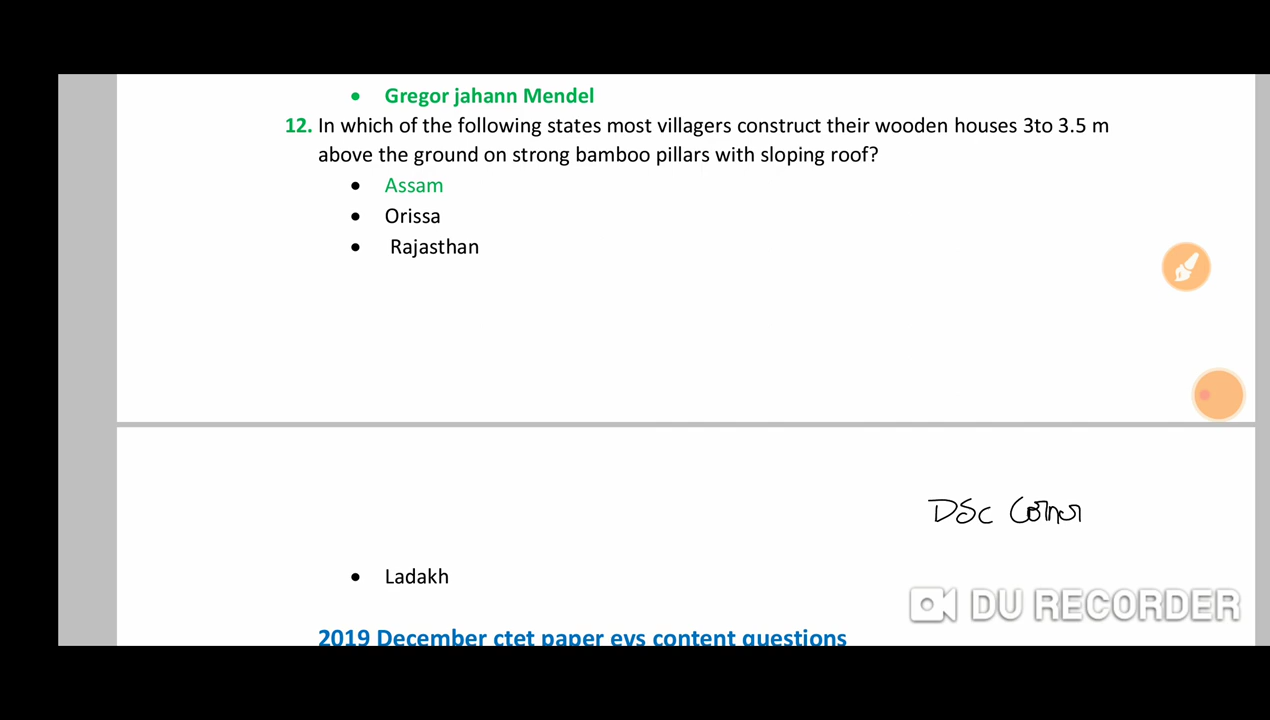 Gregor jahann Mendel
12. In which of the following states most villagers construct their wooden houses 3to 3.5 m
above the ground on strong bamboo pillars with sloping roof?
Assam
Orissa
Rajasthan
DSC Corner
Ladakh
DU RECORDER
2019 December ctet paper evs content questions